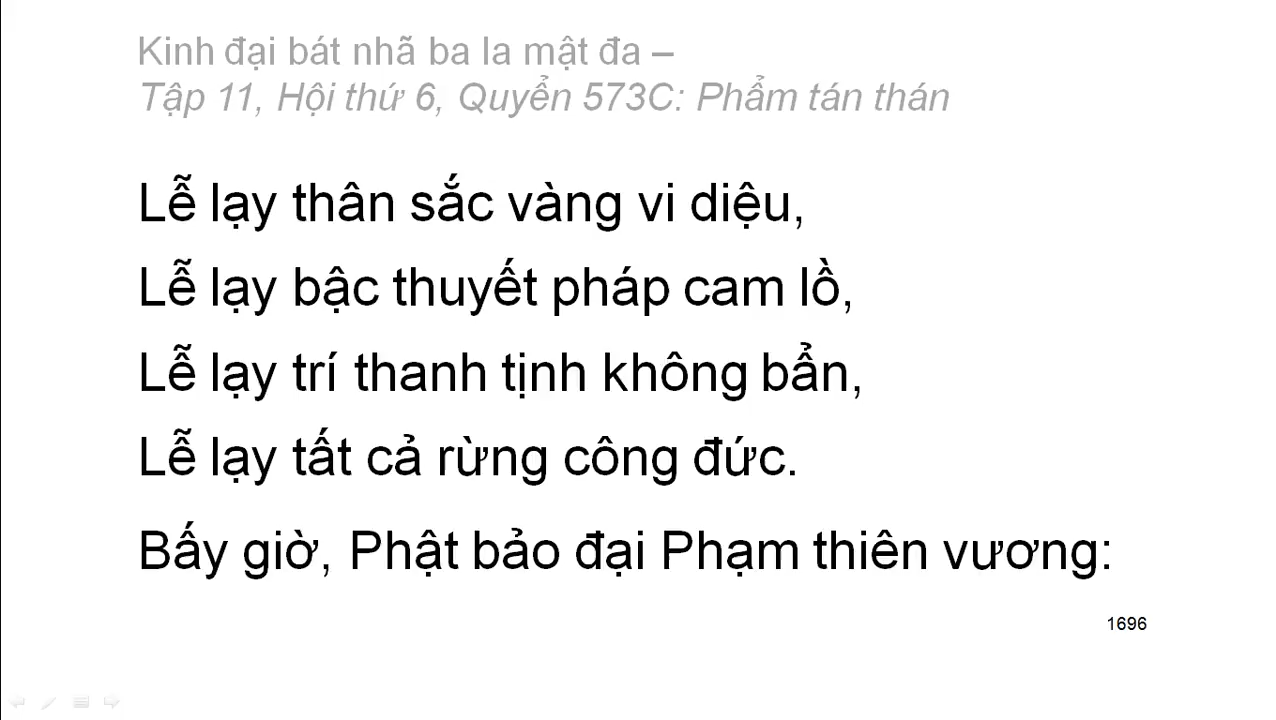 Kinh đại bát nhã ba la mật đa –
Tập 11, Hội thứ 6, Quyển 573C: Phẩm tán thán
Lễ lạy thân sắc vàng vi diệu,
Lễ lạy bậc thuyết pháp cam lồ,
Lễ lạy trí thanh tịnh không bẩn,
Lễ lạy tất cả rừng công đức.
Bấy giờ, Phật bảo đại Phạm thiên vương:
1696